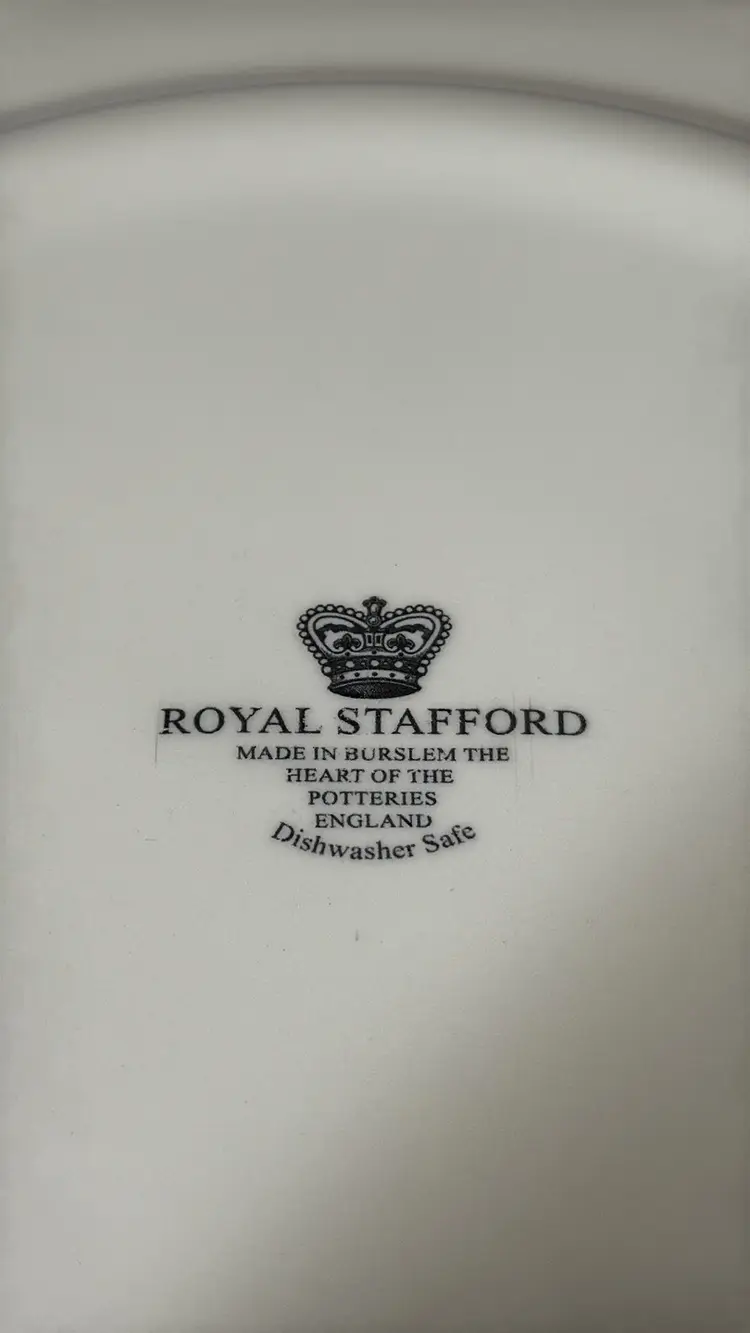 ROYAL STAFFORD
MADE IN BURSLEM THE
HEART OF THE
POTTERIES
ENGLAND
Dishwasher Safe